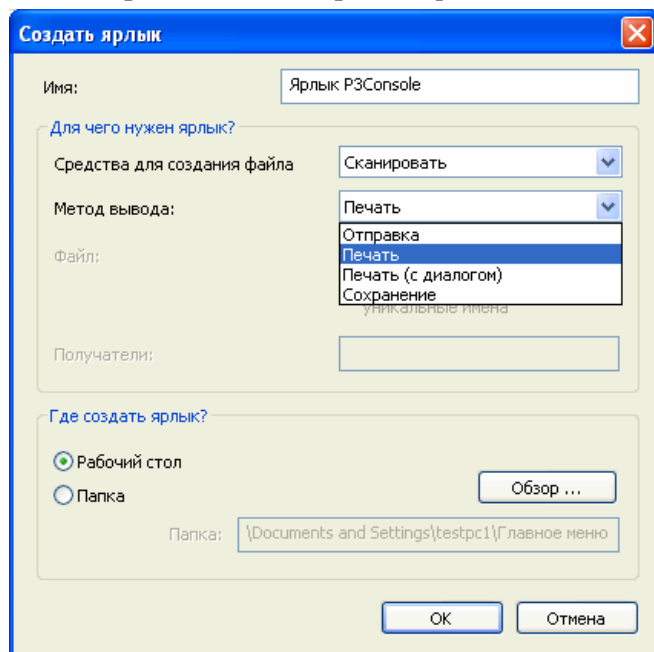 Создать ярлык
Имя: Ярлык P3Console
Для чего нужен ярлык?
Средства для создания файла Сканировать
Метод вывода: Печать
Отправка
Файл: Печать
Печать (с диалогом)
Сохранение
уникальные имена
Получатели:
Где создать ярлык?
Рабочий стол
Папка Обзор ...
Папка: \Documents and Settings\testpc1\Главное меню
OK Отмена